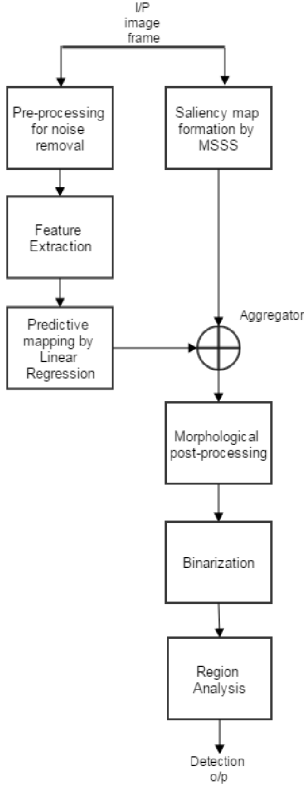 I/P
image
frame
Pre-processing
for noise
removal
Saliency map
formation by
MSSS
Feature
Extraction
Predictive
mapping by
Linear
Regression
Aggregator
Morphological
post-processing
Binarization
Region
Analysis
Detection
o/p